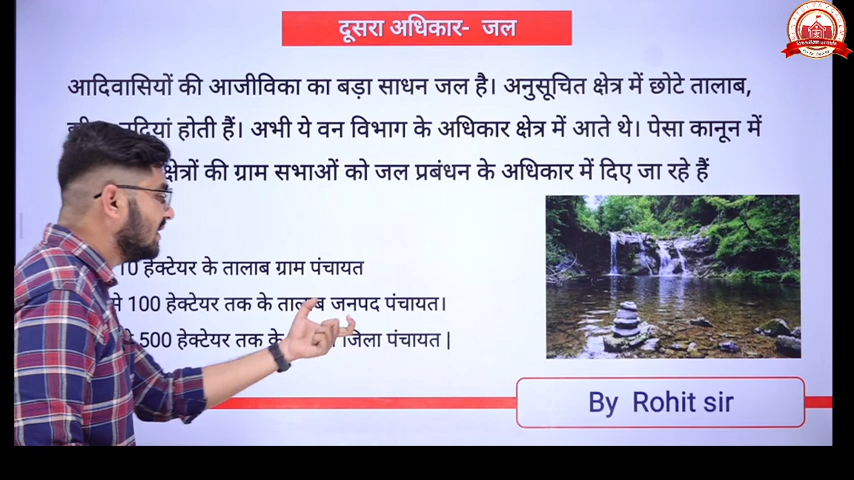 दूसरा अधिकार- जल
आदिवासियों की आजीविका का बड़ा साधन जल है। अनुसूचित क्षेत्र में छोटे तालाब,
नदियां होती हैं। अभी ये वन विभाग के अधिकार क्षेत्र में आते थे। पेसा कानून में
क्षेत्रों की ग्राम सभाओं को जल प्रबंधन के अधिकार में दिए जा रहे हैं
10 हेक्टेयर के तालाब ग्राम पंचायत
100 हेक्टेयर तक के तालाब जनपद पंचायत।
500 हेक्टेयर तक के जिला पंचायत |
By Rohit sir